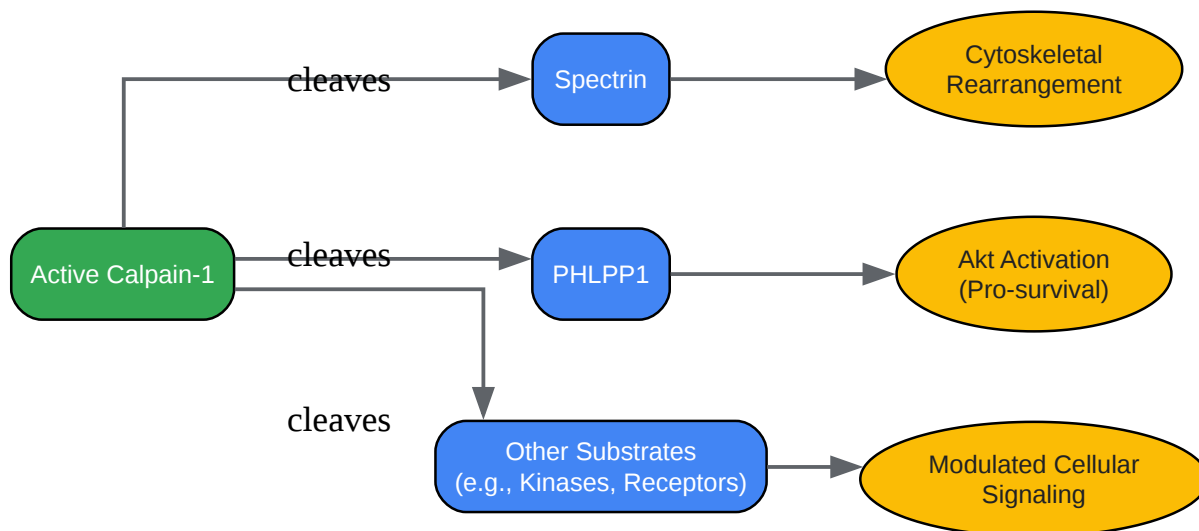 cleaves
Spectrin
Cytoskeletal
Rearrangement
Active Calpain-1
cleaves
PHLPP1
Akt Activation
(Pro-survival)
cleaves
Other Substrates
(e.g., Kinases, Receptors)
Modulated Cellular
Signaling